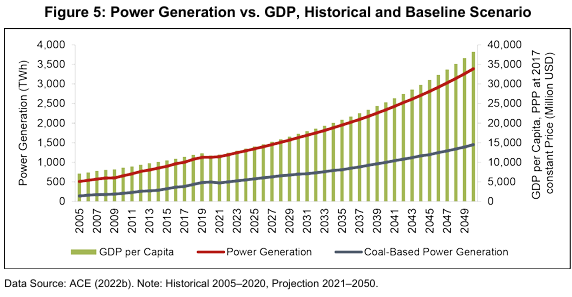 Figure 5: Power Generation vs. GDP, Historical and Baseline Scenario
Power Generation (TWh)
4,000
3,500
3,000
2,500
2,000
1,500
1,000
500
0
40,000
35,000
30,000
25,000
20,000
15,000
10,000
5,000
0
GDP per Capita, PPP at 2017
constant Price (Million USD)
2005 2007 2009 2011 2013 2015 2017 2019 2021 2023 2025 2027 2029 2031 2033 2035 2037 2039 2041 2043 2045 2047 2049
GDP per Capita Power Generation Coal-Based Power Generation
Data Source: ACE (2022b). Note: Historical 2005–2020, Projection 2021–2050.